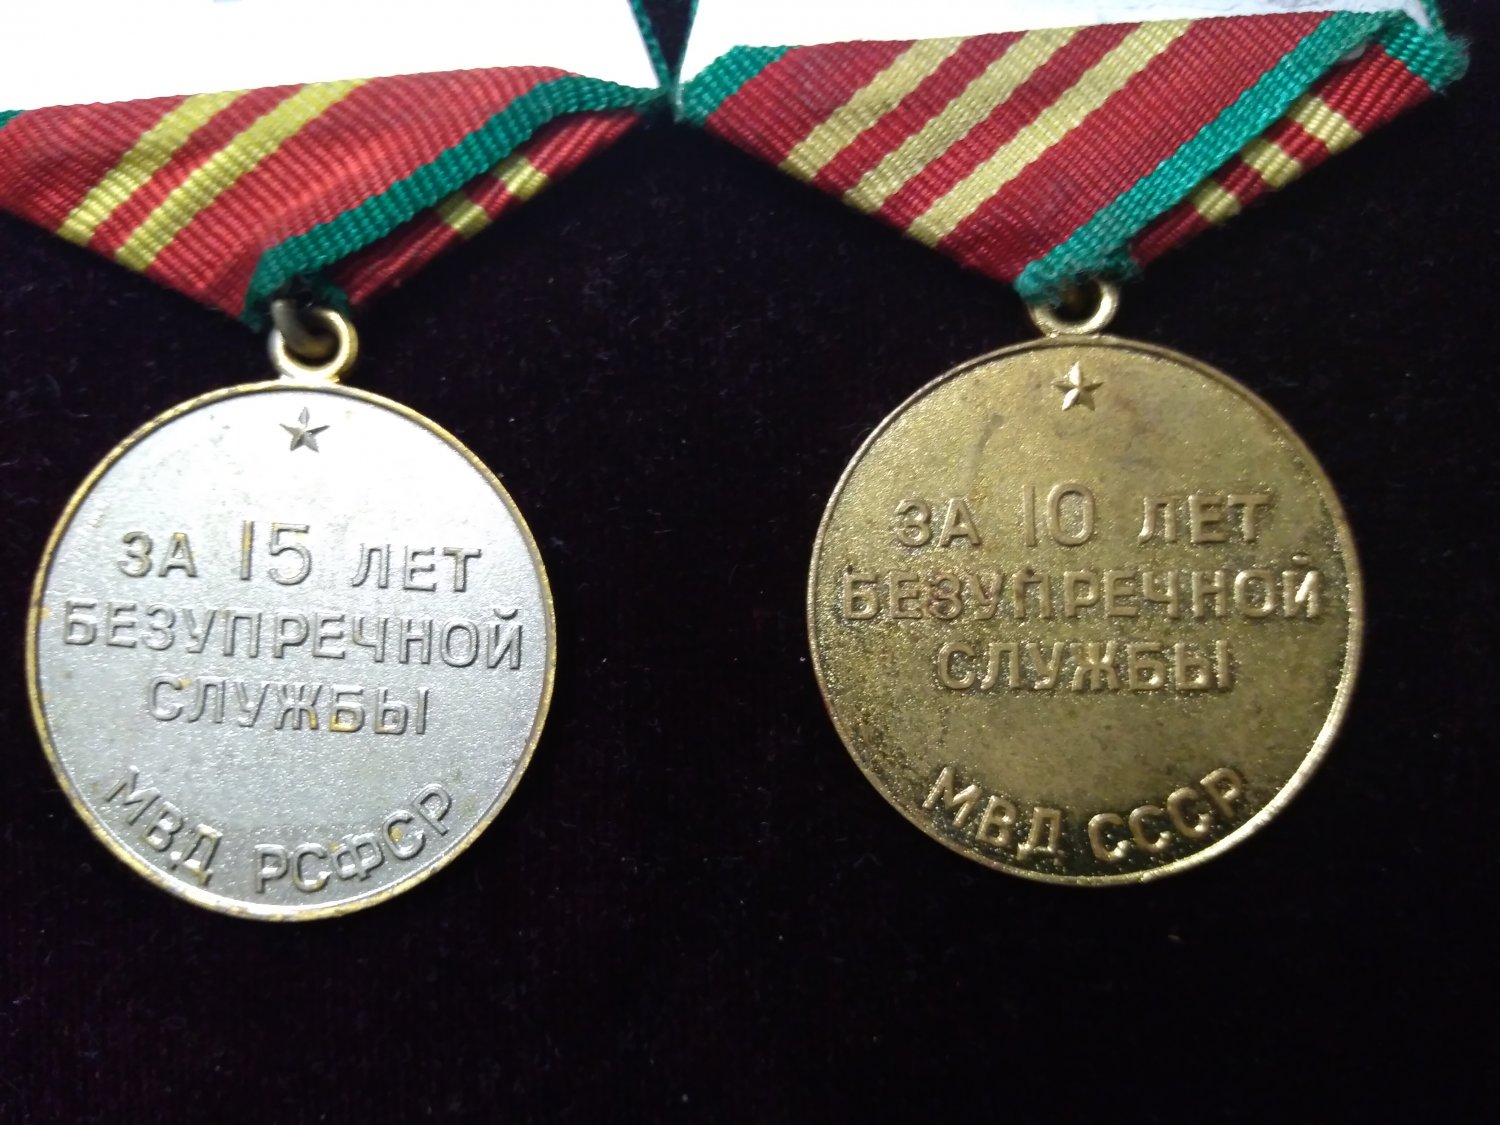 ЗА 15 ЛЕТ
БЕЗУПРЕЧНОЙ
СЛУЖБЫ
МВД РСФСР
ЗА 10 ЛЕТ
БЕЗУПРЕЧНОЙ
СЛУЖБЫ
МВД СССР